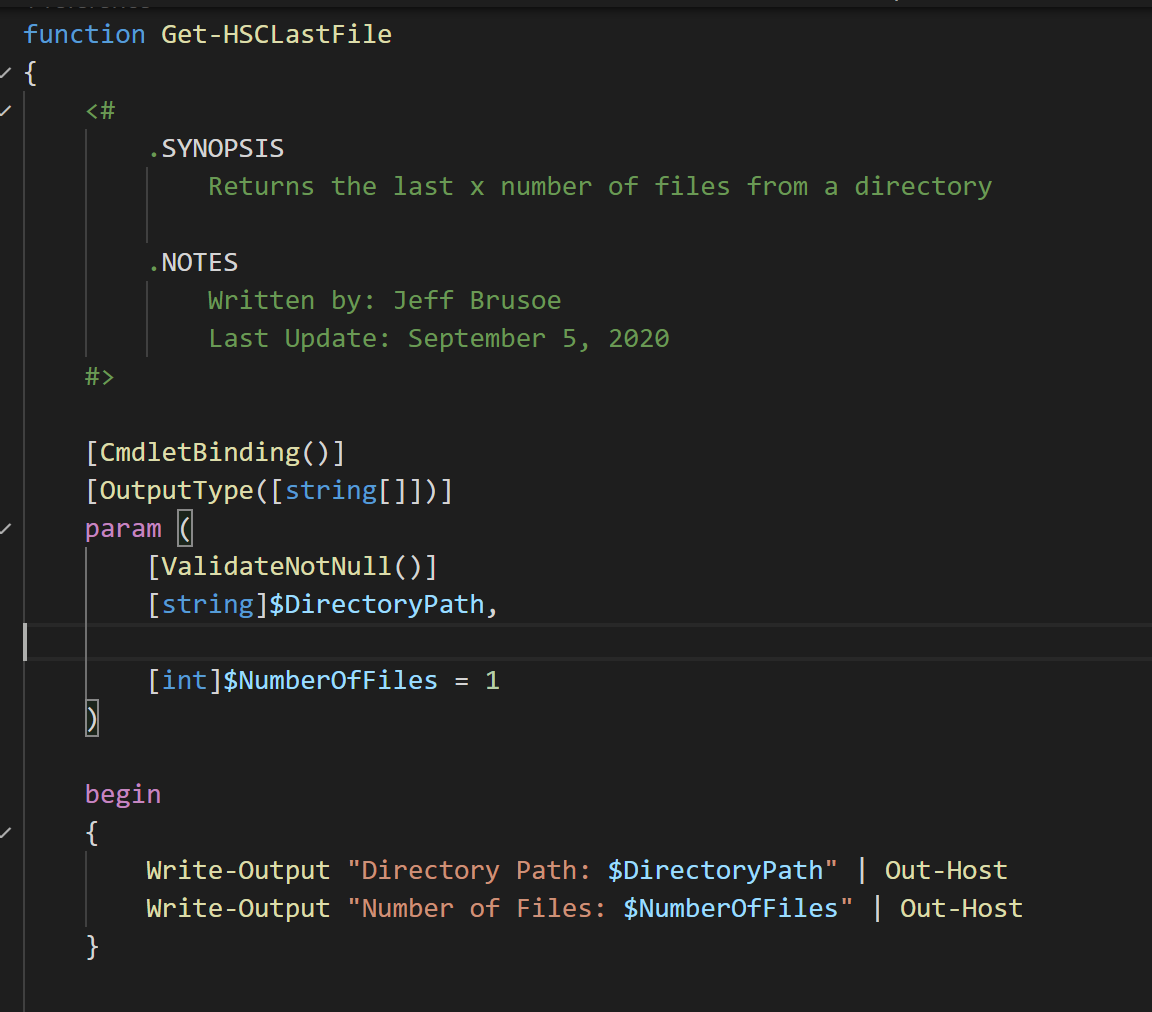 function Get-HSCLastFile
{
<#
.SYNOPSIS
Returns the last x number of files from a directory
.NOTES
Written by: Jeff Brusoe
Last Update: September 5, 2020
#>
[CmdletBinding()]
[OutputType([string[]])]
param (
[ValidateNotNull()]
[string]$DirectoryPath,
[int]$NumberOfFiles = 1
)
begin
{
Write-Output "Directory Path: $DirectoryPath" | Out-Host
Write-Output "Number of Files: $NumberOfFiles" | Out-Host
}